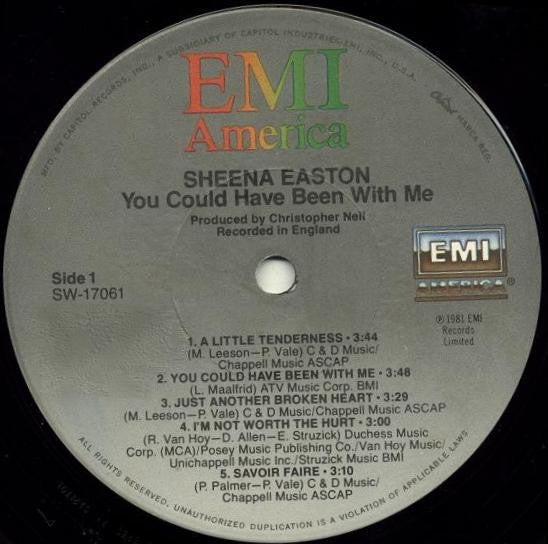 MFD. BY CAPITOL RECORDS, INC., A SUBSIDIARY OF CAPITOL INDUSTRIES-EMI, INC., U.S.A.
Capitol MARCA REG.
EMI
America
SHEENA EASTON
You Could Have Been With Me
Produced by Christopher Neil
Recorded in England
Side 1
SW-17061
EMI
AMERICA®
℗ 1981 EMI
Records
Limited
1. A LITTLE TENDERNESS • 3:44
(M. Leeson—P. Vale) C & D Music/
Chappell Music ASCAP
2. YOU COULD HAVE BEEN WITH ME • 3:48
(L. Maalfrid) ATV Music Corp. BMI
3. JUST ANOTHER BROKEN HEART • 3:29
(M. Leeson—P. Vale) C & D Music/Chappell Music ASCAP
4. I'M NOT WORTH THE HURT • 3:00
(R. Van Hoy—D. Allen—E. Struzick) Duchess Music
Corp. (MCA)/Posey Music Publishing Co./Van Hoy Music/
Unichappell Music Inc./Struzick Music BMI
5. SAVOIR FAIRE • 3:10
(P. Palmer—P. Vale) C & D Music/
Chappell Music ASCAP
ALL RIGHTS RESERVED. UNAUTHORIZED DUPLICATION IS A VIOLATION OF APPLICABLE LAWS